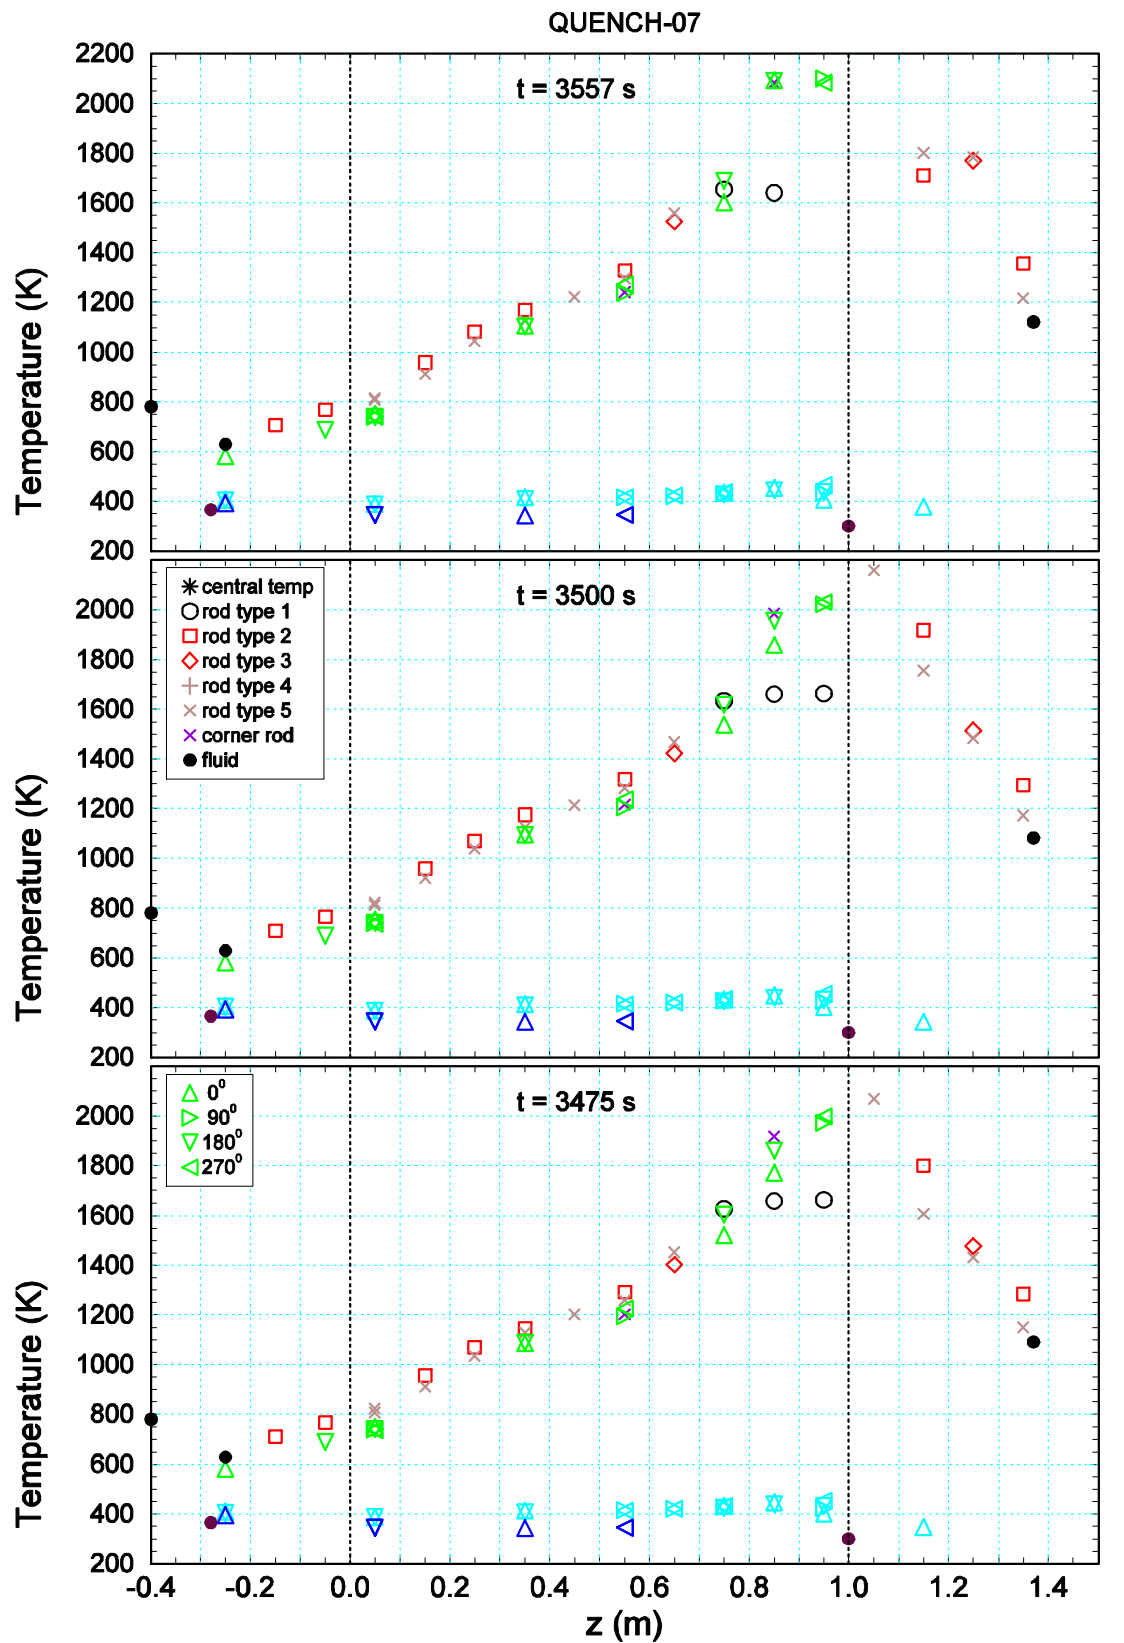 QUENCH-07
t = 3557 s
2200
2000
1800
1600
1400
1200
1000
800
600
400
200
Temperature (K)
t = 3500 s
central temp
rod type 1
rod type 2
rod type 3
rod type 4
rod type 5
corner rod
fluid
2000
1800
1600
1400
1200
1000
800
600
400
200
Temperature (K)
t = 3475 s
0⁰
90⁰
180⁰
270⁰
2000
1800
1600
1400
1200
1000
800
600
400
200
Temperature (K)
-0.4 -0.2 0.0 0.2 0.4 0.6 0.8 1.0 1.2 1.4
z (m)